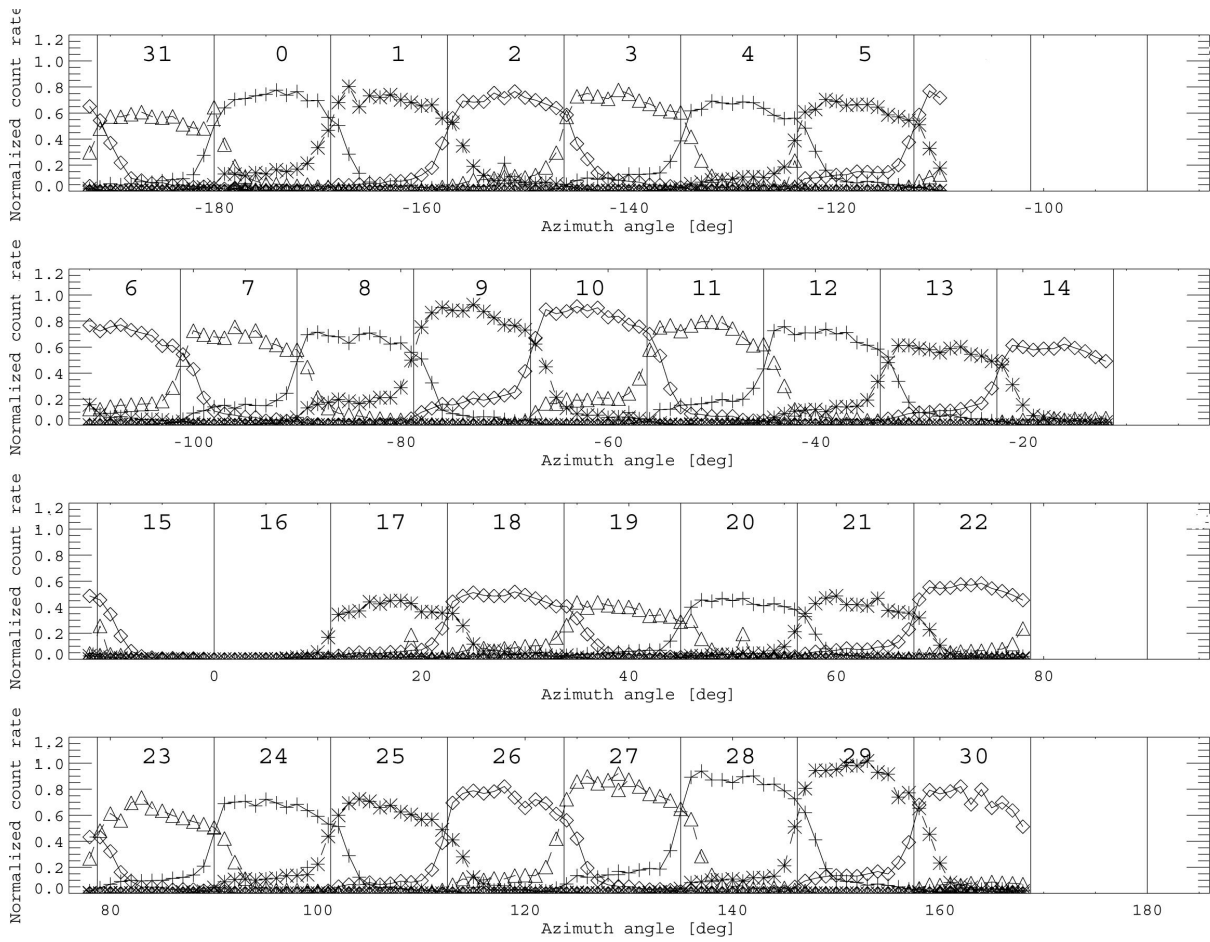 Normalized count rate
1.2
1.0
0.8
0.6
0.4
0.2
0.0
31 0 1 2 3 4 5
-180 -160 -140 -120 -100
Azimuth angle [deg]
Normalized count rate
1.2
1.0
0.8
0.6
0.4
0.2
0.0
6 7 8 9 10 11 12 13 14
-100 -80 -60 -40 -20
Azimuth angle [deg]
Normalized count rate
1.2
1.0
0.8
0.6
0.4
0.2
0.0
15 16 17 18 19 20 21 22
0 20 40 60 80
Azimuth angle [deg]
Normalized count rate
1.2
1.0
0.8
0.6
0.4
0.2
0.0
23 24 25 26 27 28 29 30
80 100 120 140 160 180
Azimuth angle [deg]